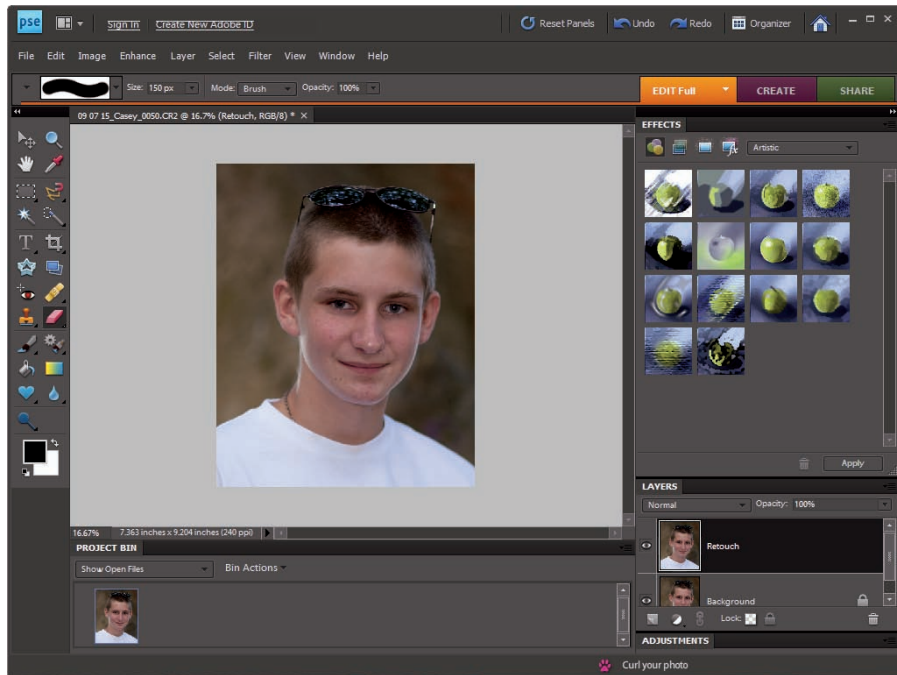 pse Sign In Create New Adobe ID Reset Panels Undo Redo Organizer
File Edit Image Enhance Layer Select Filter View Window Help
Size: 150 px Mode: Brush Opacity: 100% EDIT Full CREATE SHARE
09 07 15_Casey_0050.CR2 @ 16.7% (Retouch, RGB/8) * ×
EFFECTS
Artistic
Apply
LAYERS
Normal Opacity: 100%
Retouch
Background
Lock:
ADJUSTMENTS
16.67% 7.363 inches x 9.204 inches (240 ppi)
PROJECT BIN
Show Open Files Bin Actions
Curl your photo